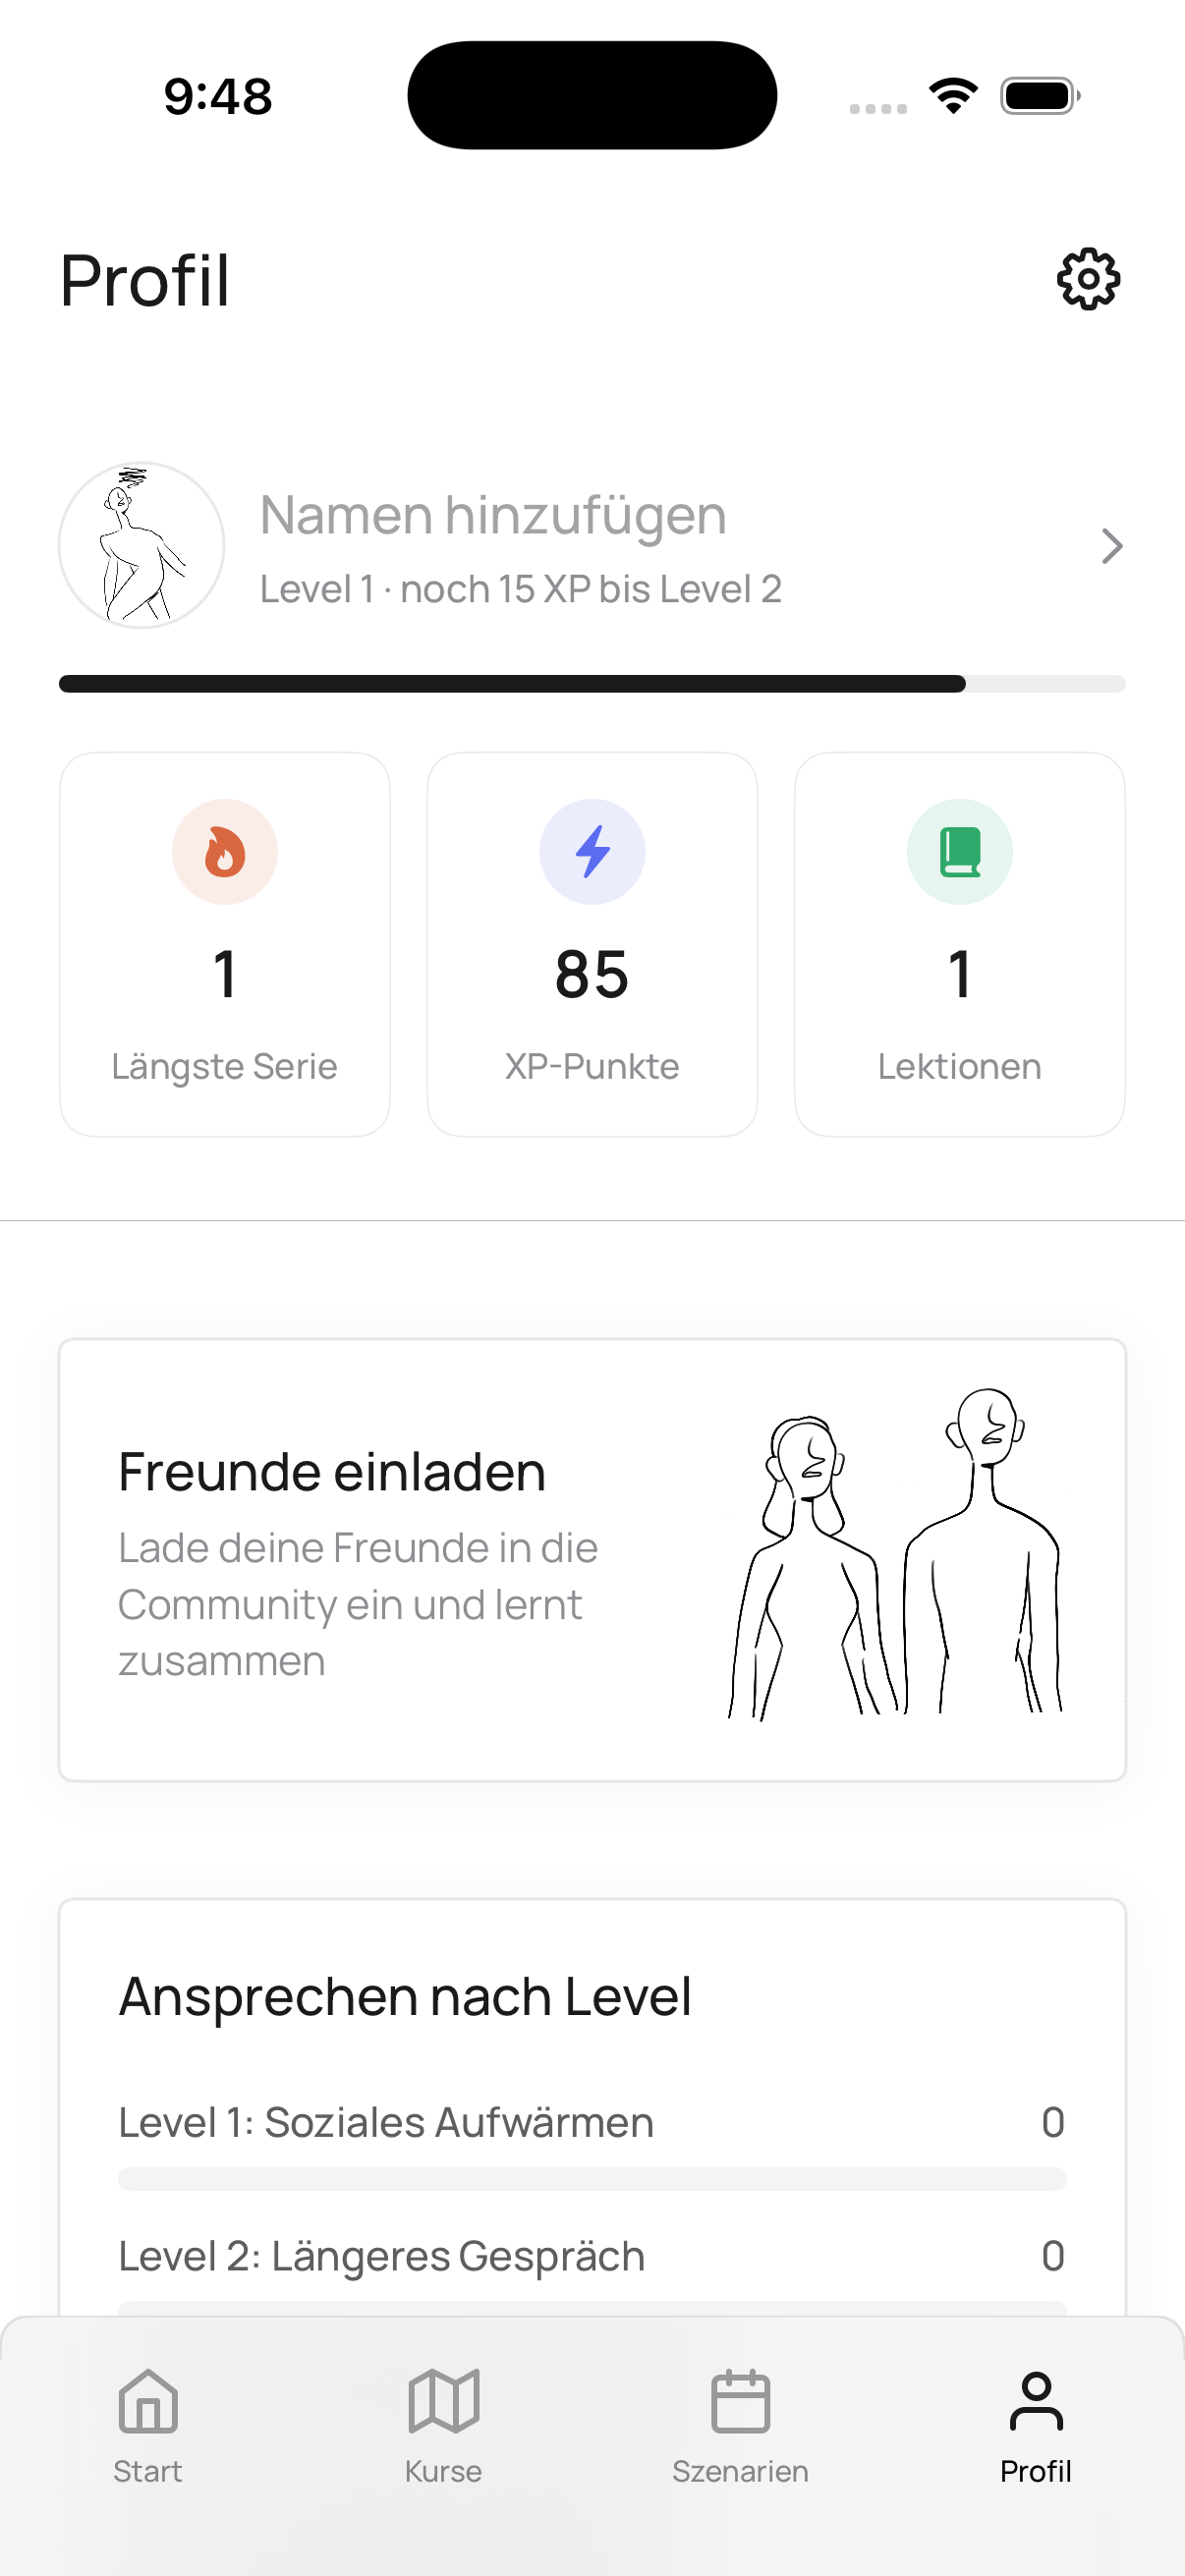 9:48
Profil
Namen hinzufügen
Level 1 · noch 15 XP bis Level 2
1
Längste Serie
85
XP-Punkte
1
Lektionen
Freunde einladen
Lade deine Freunde in die
Community ein und lernt
zusammen
Ansprechen nach Level
Level 1: Soziales Aufwärmen 0
Level 2: Längeres Gespräch 0
Start
Kurse
Szenarien
Profil